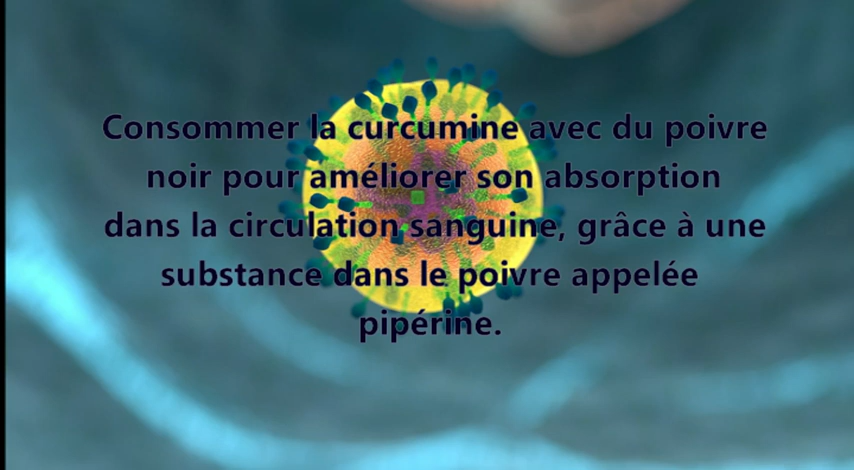 Consommer la curcumine avec du poivre
noir pour améliorer son absorption
dans la circulation sanguine, grâce à une
substance dans le poivre appelée
pipérine.